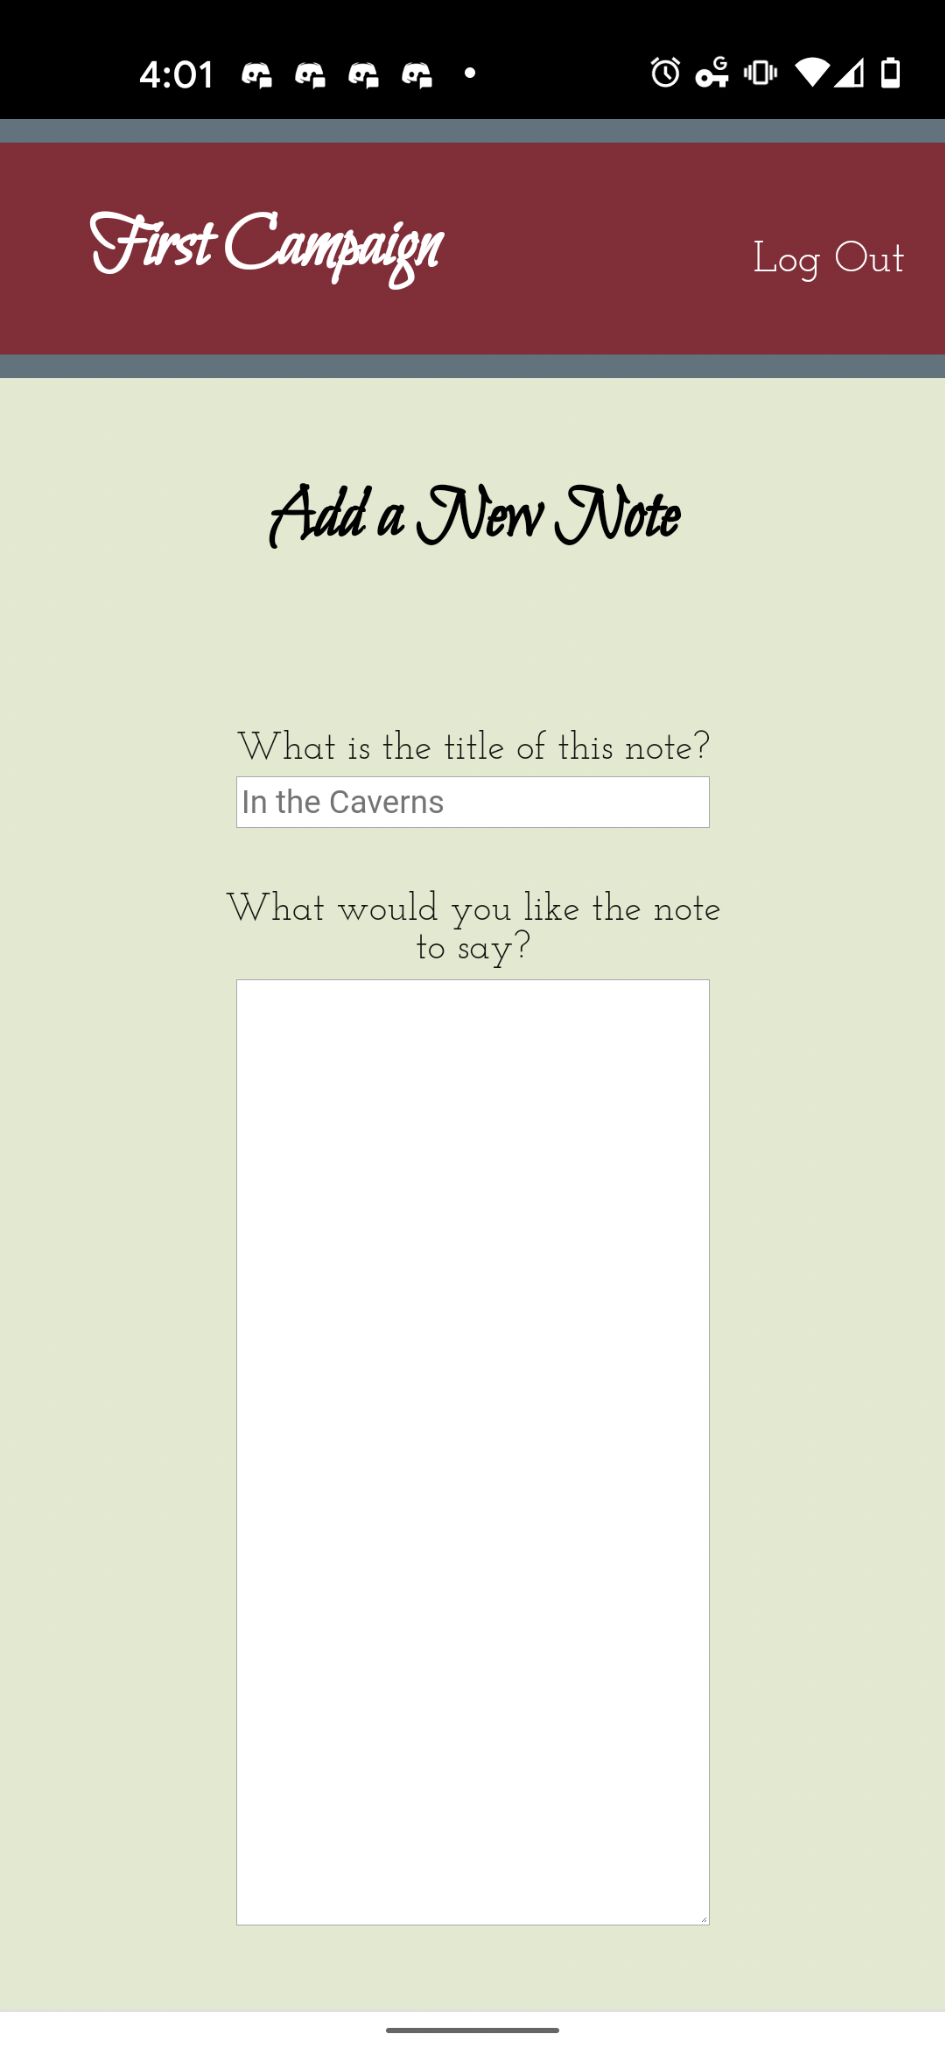 4:01
First Campaign
Log Out
Add a New Note
What is the title of this note?
In the Caverns
What would you like the note
to say?